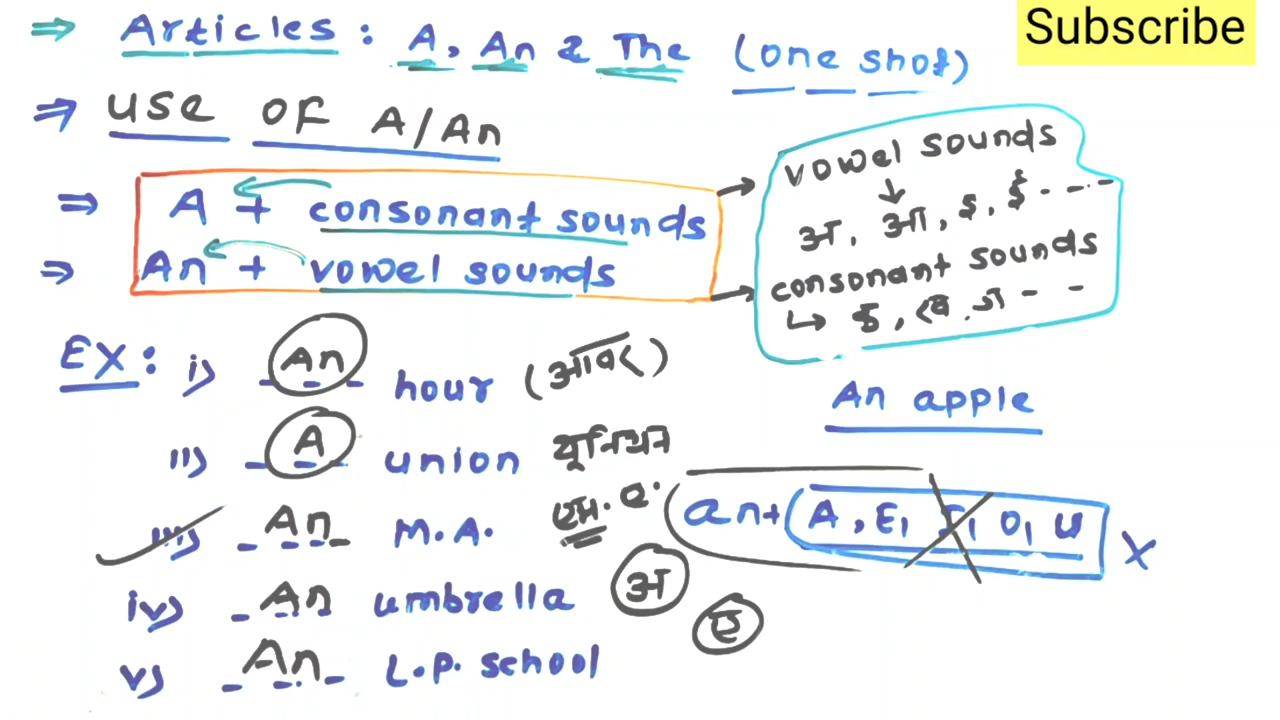 ⇒ Articles : A, An & The (one shot)
Subscribe
⇒ use of A/An
⇒ A + consonant sounds
⇒ An + vowel sounds
vowel sounds
↓
अ, आ, इ, ई - - -
consonant sounds
↳ क, ख, ग - - -
EX: i) An hour (आवर)
ii) A union यूनियन
iii) An M.A. एम. ए.
iv) An umbrella अ
ए
v) An L.P. school
An apple
an + (A, E, I, O, U X